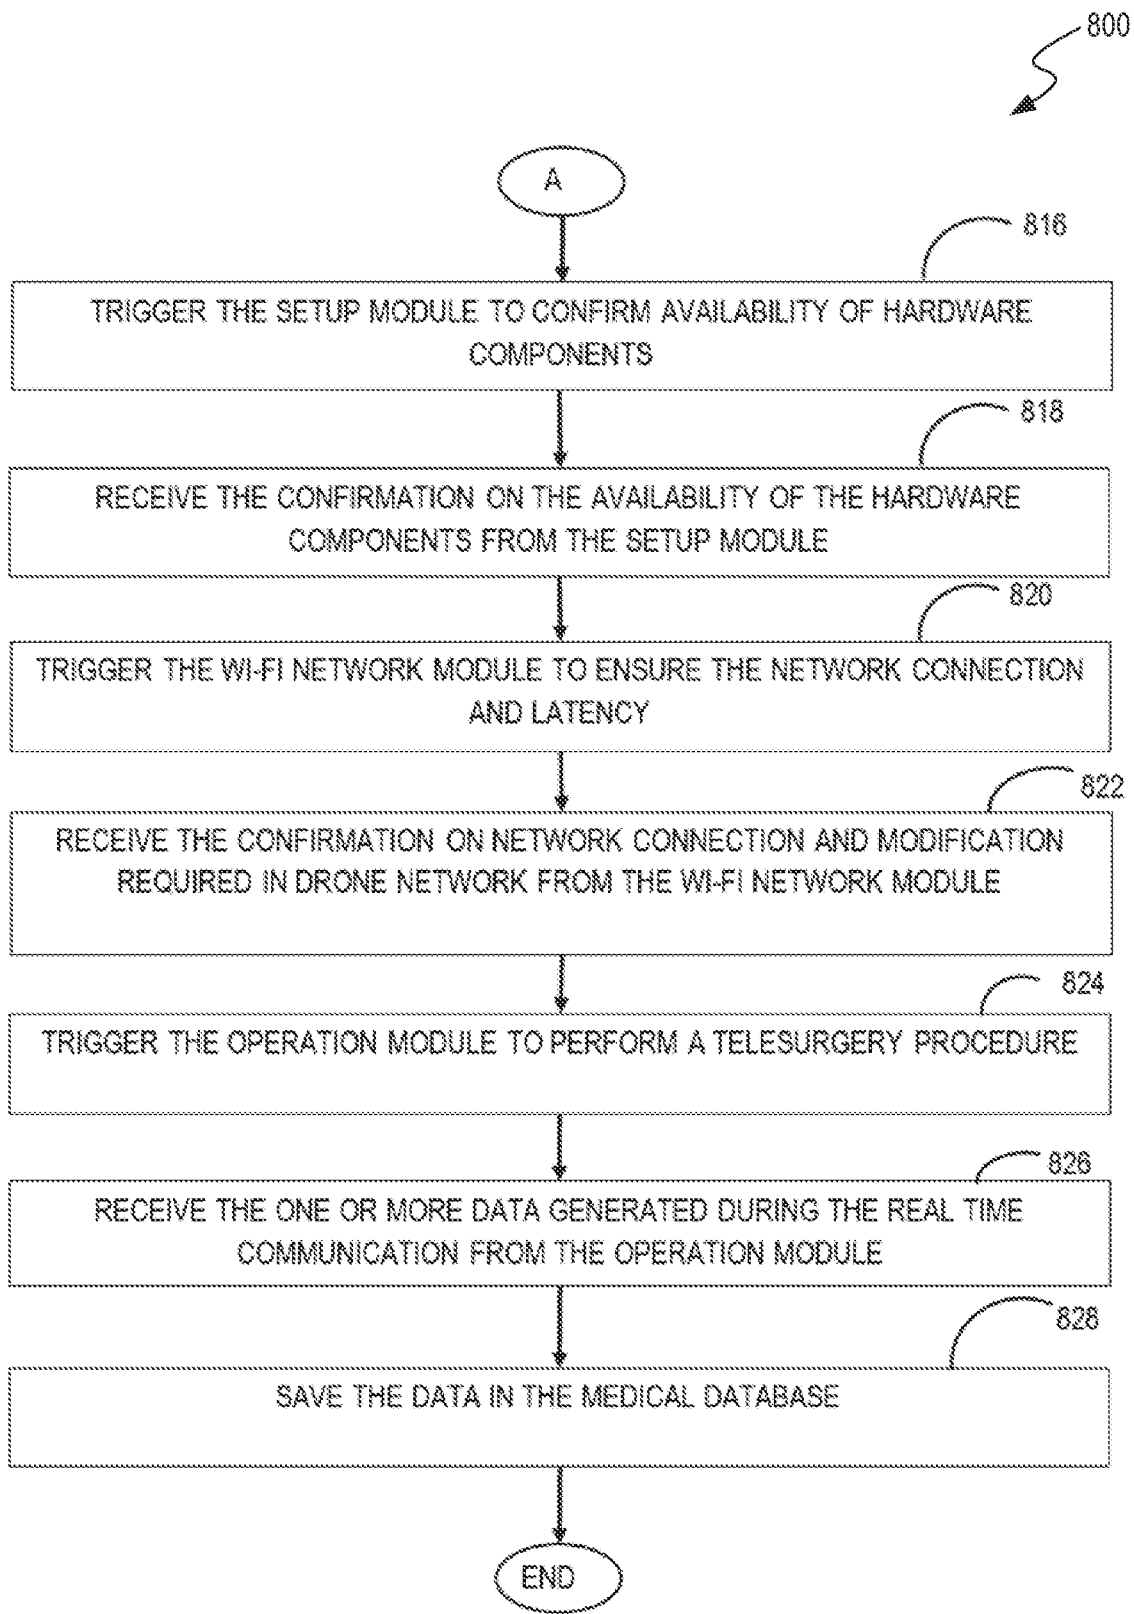 800
A
816
TRIGGER THE SETUP MODULE TO CONFIRM AVAILABILITY OF HARDWARE
COMPONENTS
818
RECEIVE THE CONFIRMATION ON THE AVAILABILITY OF THE HARDWARE
COMPONENTS FROM THE SETUP MODULE
820
TRIGGER THE WI-FI NETWORK MODULE TO ENSURE THE NETWORK CONNECTION
AND LATENCY
822
RECEIVE THE CONFIRMATION ON NETWORK CONNECTION AND MODIFICATION
REQUIRED IN DRONE NETWORK FROM THE WI-FI NETWORK MODULE
824
TRIGGER THE OPERATION MODULE TO PERFORM A TELESURGERY PROCEDURE
826
RECEIVE THE ONE OR MORE DATA GENERATED DURING THE REAL TIME
COMMUNICATION FROM THE OPERATION MODULE
828
SAVE THE DATA IN THE MEDICAL DATABASE
END